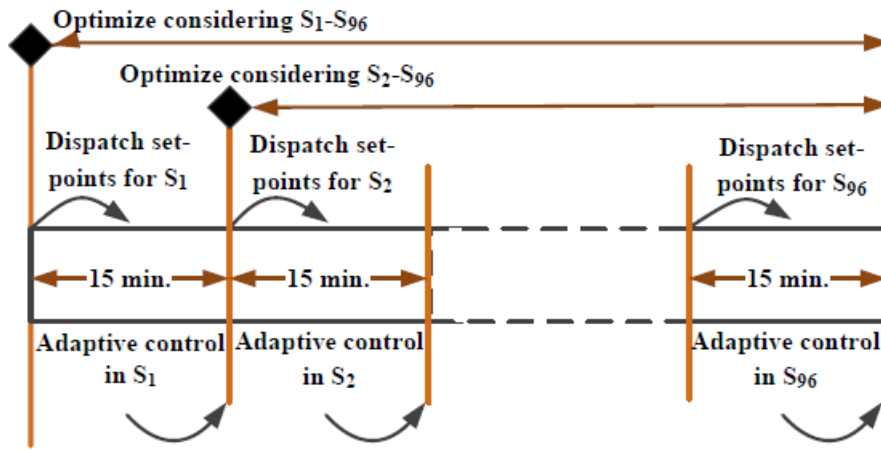 Optimize considering S₁-S₉₆
Optimize considering S₂-S₉₆
Dispatch set-
points for S₁
Dispatch set-
points for S₂
Dispatch set-
points for S₉₆
15 min.
15 min.
15 min.
Adaptive control
in S₁
Adaptive control
in S₂
Adaptive control
in S₉₆